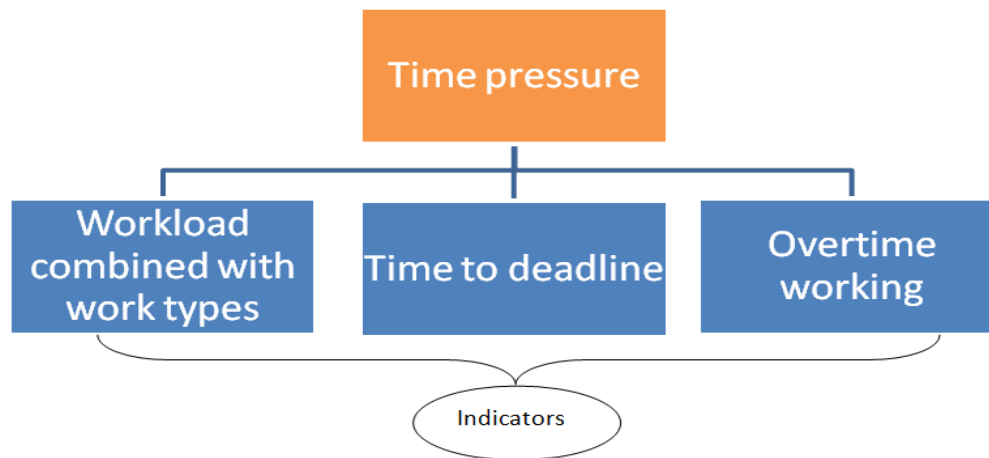 Time pressure
Workload
combined with
work types
Time to deadline
Overtime
working
Indicators